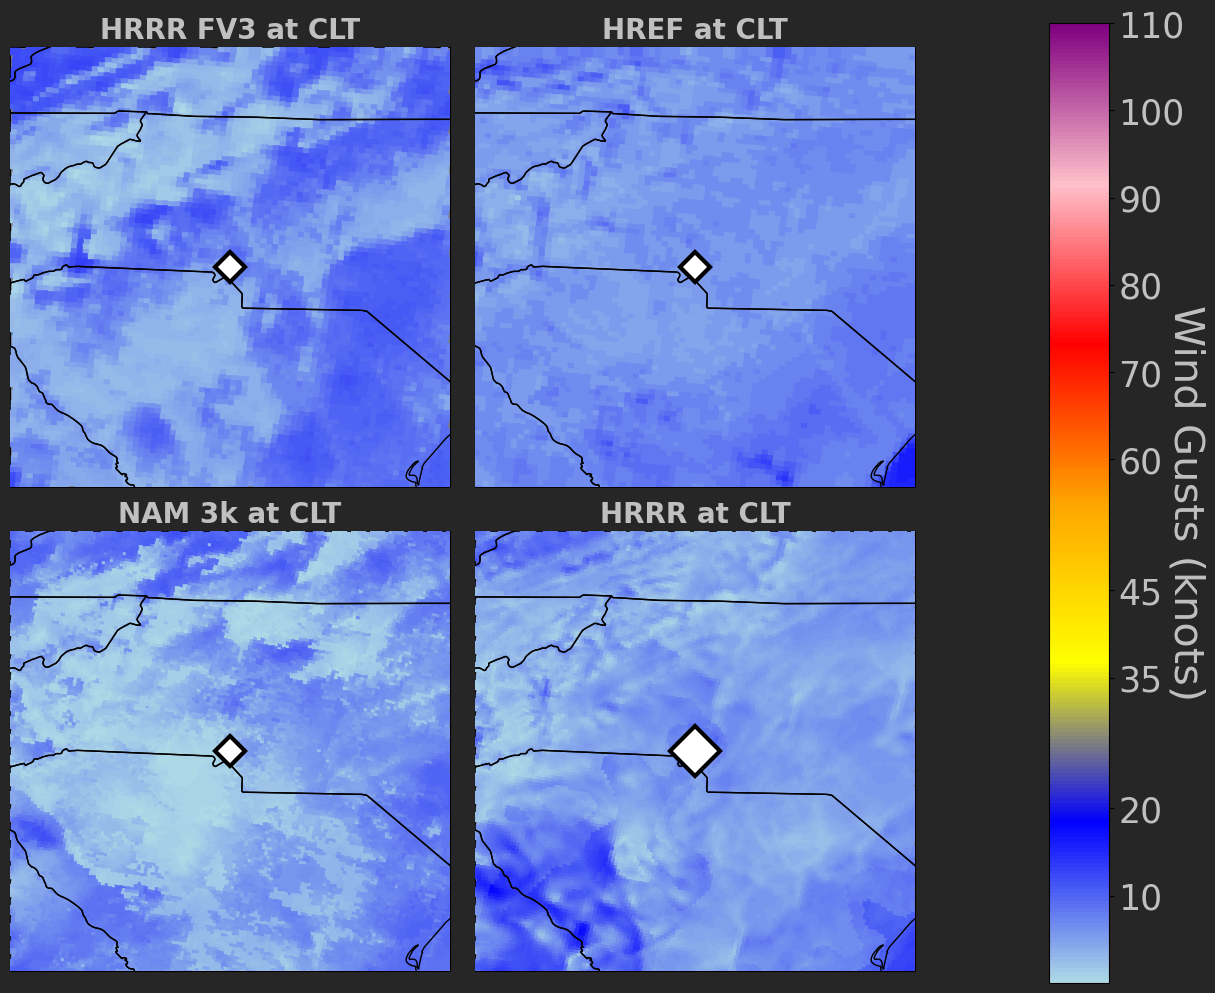 HRRR FV3 at CLT
HREF at CLT
NAM 3k at CLT
HRRR at CLT
110
100
90
80
70
60
45
35
20
10
Wind Gusts (knots)